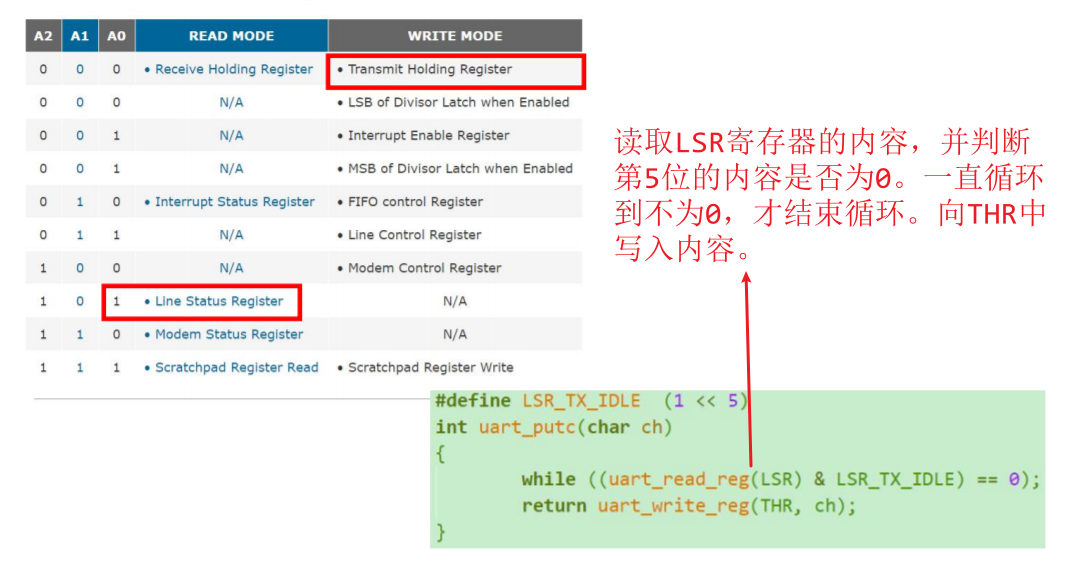 A2 A1 A0 READ MODE WRITE MODE
0 0 0 • Receive Holding Register • Transmit Holding Register
0 0 0 N/A • LSB of Divisor Latch when Enabled
0 0 1 N/A • Interrupt Enable Register
0 0 1 N/A • MSB of Divisor Latch when Enabled
0 1 0 • Interrupt Status Register • FIFO control Register
0 1 1 N/A • Line Control Register
1 0 0 N/A • Modem Control Register
1 0 1 • Line Status Register N/A
1 1 0 • Modem Status Register N/A
1 1 1 • Scratchpad Register Read • Scratchpad Register Write
读取LSR寄存器的内容，并判断
第5位的内容是否为0。一直循环
到不为0，才结束循环。向THR中
写入内容。
#define LSR_TX_IDLE (1 << 5)
int uart_putc(char ch)
{
while ((uart_read_reg(LSR) & LSR_TX_IDLE) == 0);
return uart_write_reg(THR, ch);
}